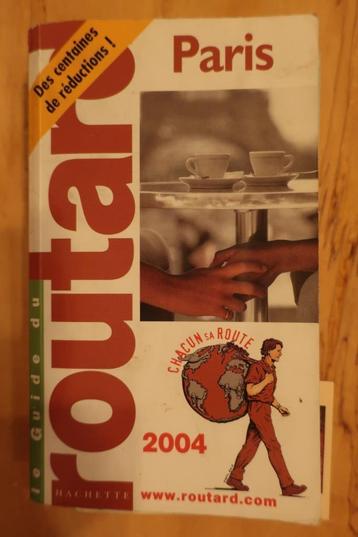 Des centaines
de réductions !
Paris
le Guide du
routard
CHACUN SA ROUTE
2004
HACHETTE
www.routard.com